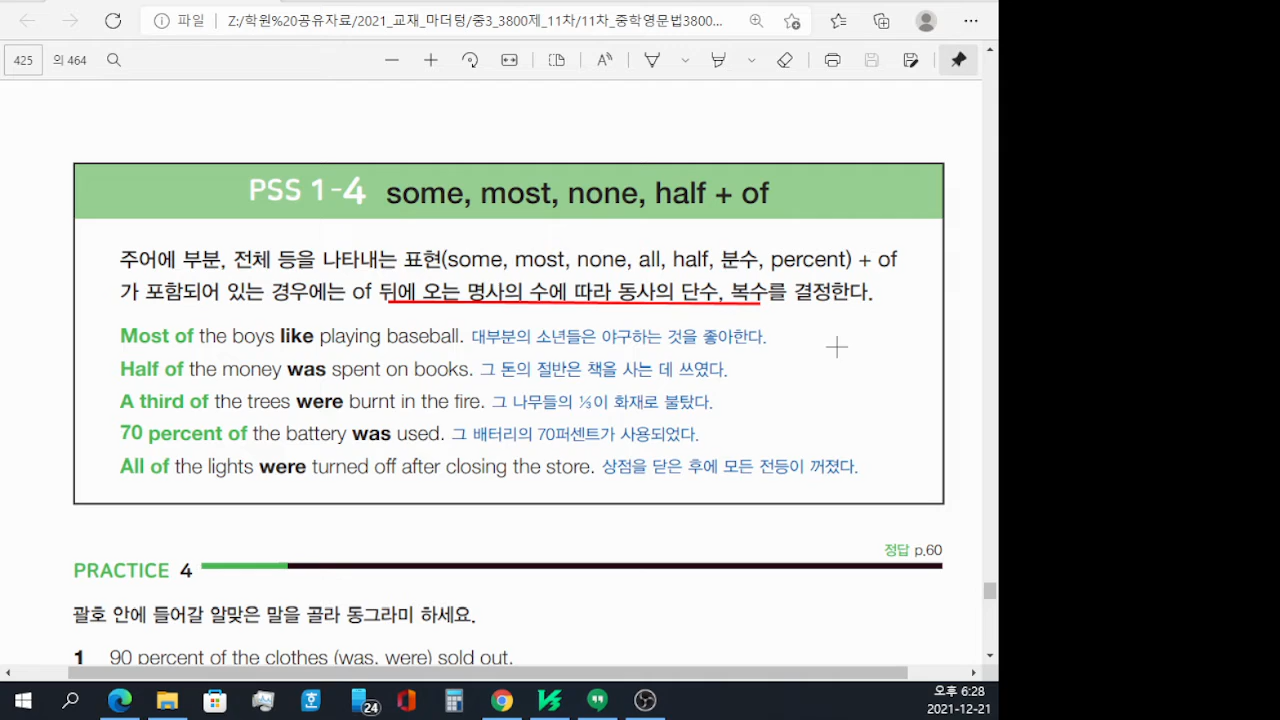 파일
Z:/학원%20공유자료/2021_교재_마더텅/중3_3800제_11차/11차_중학영문법3800...
425 의 464
PSS 1-4 some, most, none, half + of
주어에 부분, 전체 등을 나타내는 표현(some, most, none, all, half, 분수, percent) + of
가 포함되어 있는 경우에는 of 뒤에 오는 명사의 수에 따라 동사의 단수, 복수를 결정한다.
Most of the boys like playing baseball. 대부분의 소년들은 야구하는 것을 좋아한다.
Half of the money was spent on books. 그 돈의 절반은 책을 사는 데 쓰였다.
A third of the trees were burnt in the fire. 그 나무들의 ⅓이 화재로 불탔다.
70 percent of the battery was used. 그 배터리의 70퍼센트가 사용되었다.
All of the lights were turned off after closing the store. 상점을 닫은 후에 모든 전등이 꺼졌다.
정답 p.60
PRACTICE 4
괄호 안에 들어갈 알맞은 말을 골라 동그라미 하세요.
1 90 percent of the clothes (was, were) sold out.
24
오후 6:28
2021-12-21